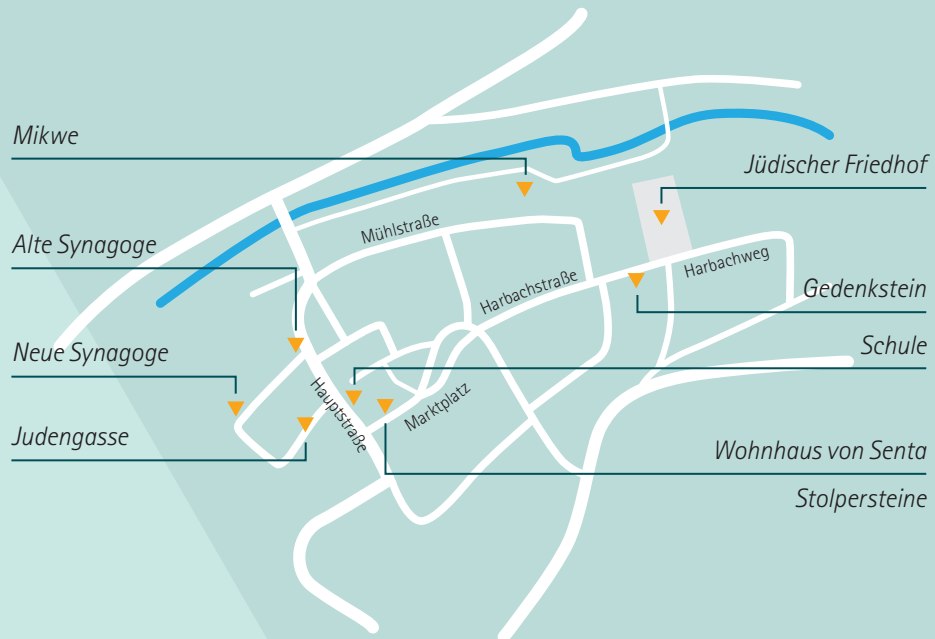 Mikwe
Jüdischer Friedhof
Mühlstraße
Alte Synagoge
Harbachstraße
Harbachweg
Gedenkstein
Neue Synagoge
Schule
Hauptstraße
Marktplatz
Judengasse
Wohnhaus von Senta
Stolpersteine